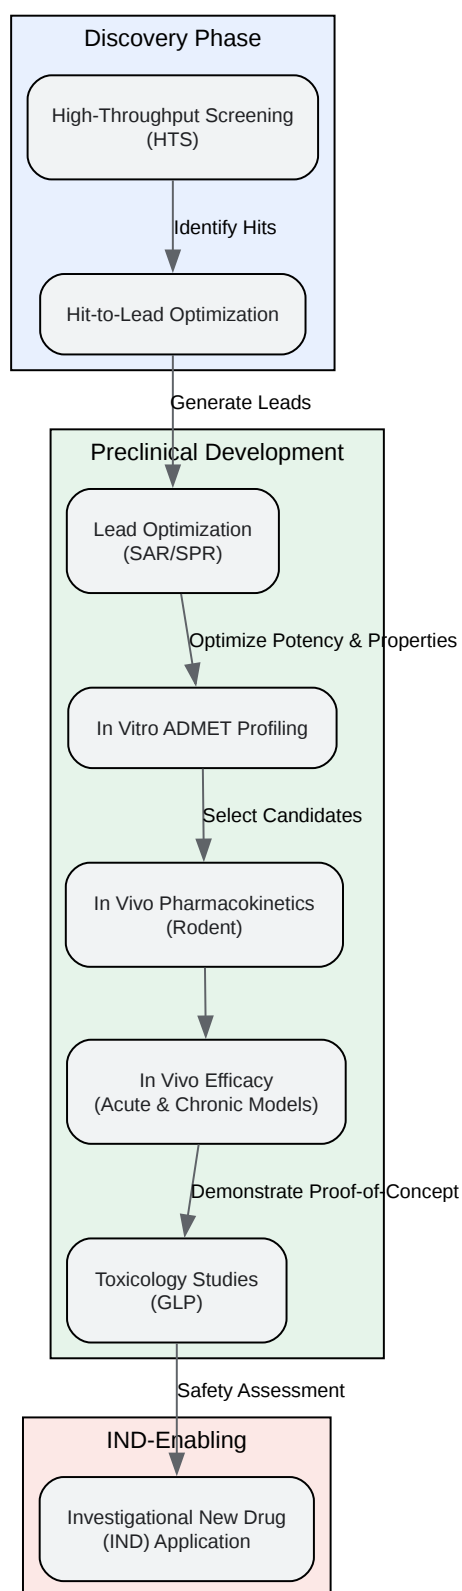 Discovery Phase
High-Throughput Screening
(HTS)
Identify Hits
Hit-to-Lead Optimization
Generate Leads
Preclinical Development
Lead Optimization
(SAR/SPR)
Optimize Potency & Properties
In Vitro ADMET Profiling
Select Candidates
In Vivo Pharmacokinetics
(Rodent)
In Vivo Efficacy
(Acute & Chronic Models)
Demonstrate Proof-of-Concept
Toxicology Studies
(GLP)
Safety Assessment
IND-Enabling
Investigational New Drug
(IND) Application